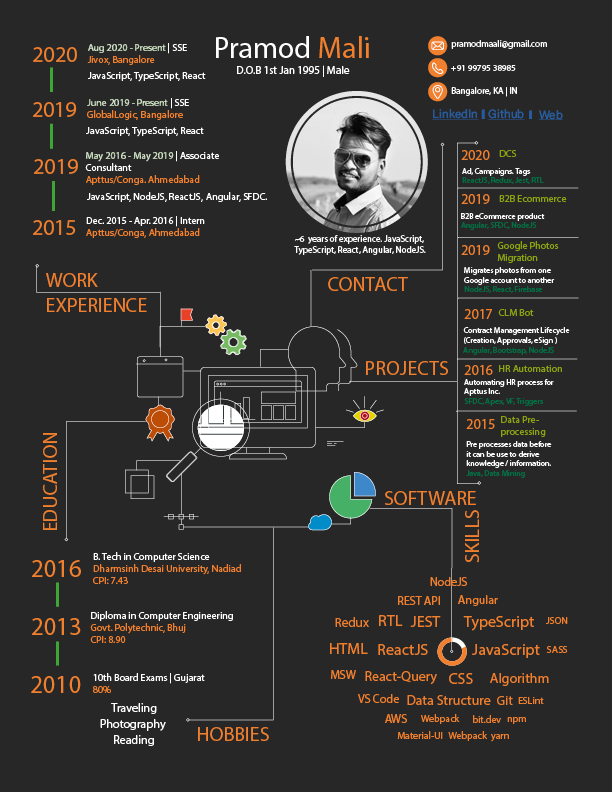 Pramod Mali
D.O.B 1st Jan 1995 | Male
pramodmaali@gmail.com
+91 99795 38985
Bangalore, KA | IN
LinkedIn | Github | Web
2020
Aug 2020 - Present | SSE
Jivox, Bangalore
JavaScript, TypeScript, React
2019
June 2019 - Present | SSE
GlobalLogic, Bangalore
JavaScript, TypeScript, React
2019
May 2016 - May 2019 | Associate
Consultant
Apttus/Conga. Ahmedabad
JavaScript, NodeJS, ReactJS, Angular, SFDC.
2015
Dec. 2015 - Apr. 2016 | Intern
Apttus/Conga, Ahmedabad
WORK
EXPERIENCE
~6 years of experience. JavaScript,
TypeScript, React, Angular, NodeJS.
CONTACT
PROJECTS
2020 DCS
Ad, Campaigns. Tags
ReactJS, Redux, Jest, RTL
2019 B2B Ecommerce
B2B eCommerce product
Angular, SFDC, NodeJS
2019 Google Photos
Migration
Migrates photos from one
Google account to another
NodeJS, React, Firebase
2017 CLM Bot
Contract Management Lifecycle
(Creation, Approvals, eSign )
Angular, Bootstrap, NodeJS
2016 HR Automation
Automating HR process for
Apttus Inc.
SFDC, Apex, VF, Triggers
2015 Data Pre-
processing
Pre processes data before
it can be use to derive
knowledge / information.
Java, Data Mining
EDUCATION
2016
B. Tech in Computer Science
Dharmsinh Desai University, Nadiad
CPI: 7.43
2013
Diploma in Computer Engineering
Govt. Polytechnic, Bhuj
CPI: 8.90
2010
10th Board Exams | Gujarat
80%
Traveling
Photography
Reading
HOBBIES
SOFTWARE
SKILLS
NodeJS
REST API Angular
Redux RTL JEST TypeScript JSON
HTML ReactJS JavaScript SASS
MSW React-Query CSS Algorithm
VS Code Data Structure Git ESLint
AWS Webpack bit.dev npm
Material-UI Webpack yarn